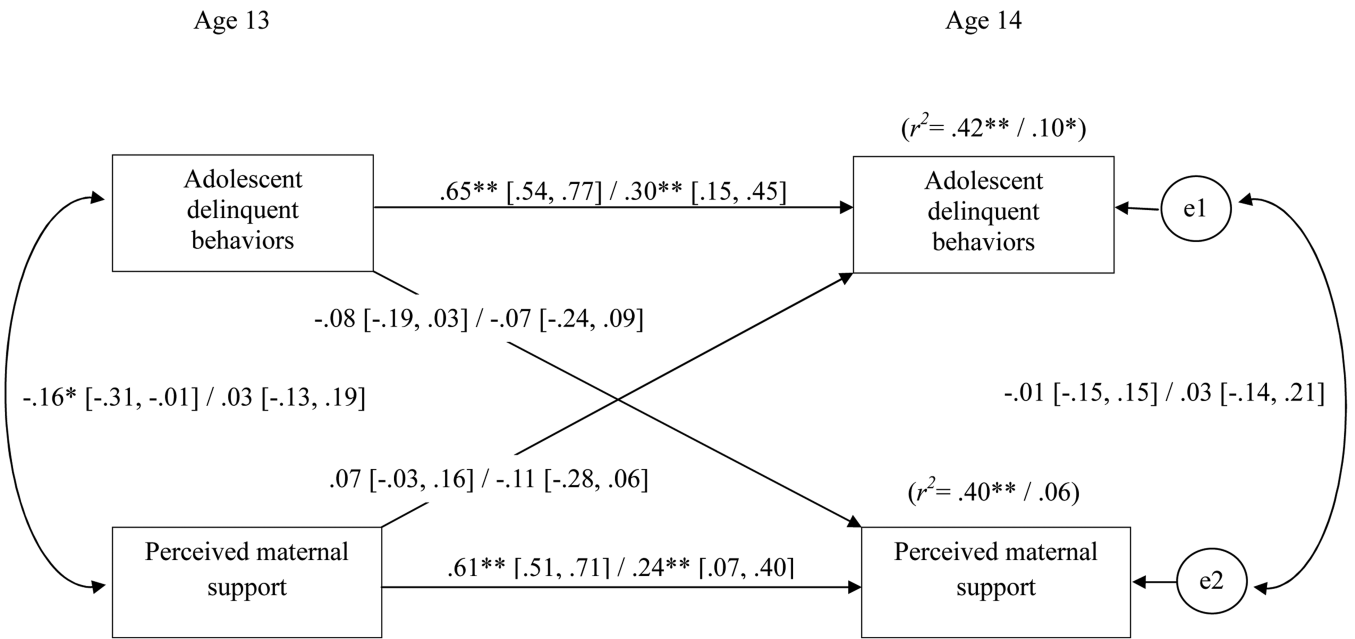 Age 13
Age 14
(r²= .42** / .10*)
Adolescent
delinquent
behaviors
.65** [.54, .77] / .30** [.15, .45]
Adolescent
delinquent
behaviors
e1
-.08 [-.19, .03] / -.07 [-.24, .09]
-.16* [-.31, -.01] / .03 [-.13, .19]
-.01 [-.15, .15] / .03 [-.14, .21]
.07 [-.03, .16] / -.11 [-.28, .06]
(r²= .40** / .06)
Perceived maternal
support
.61** [.51, .71] / .24** [.07, .40]
Perceived maternal
support
e2